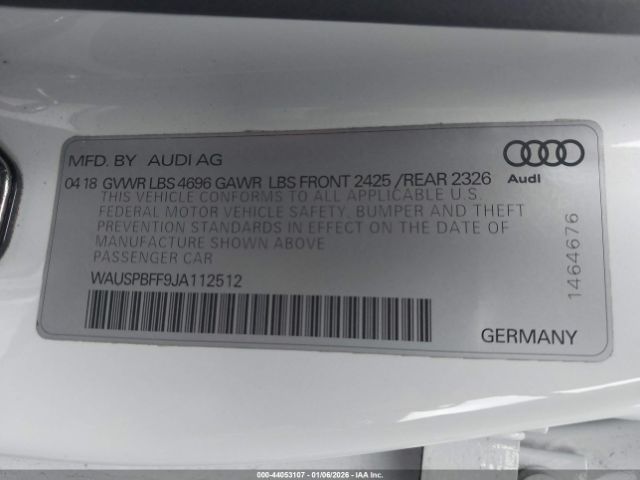 MFD. BY AUDI AG
Audi
04 18 GVWR LBS 4696 GAWR LBS FRONT 2425 /REAR 2326
THIS VEHICLE CONFORMS TO ALL APPLICABLE U.S.
FEDERAL MOTOR VEHICLE SAFETY, BUMPER AND THEFT
PREVENTION STANDARDS IN EFFECT ON THE DATE OF
MANUFACTURE SHOWN ABOVE
PASSENGER CAR
WAUSPBFF9JA112512
1464676
GERMANY
000-44053107 - 01/06/2026 - IAA Inc.